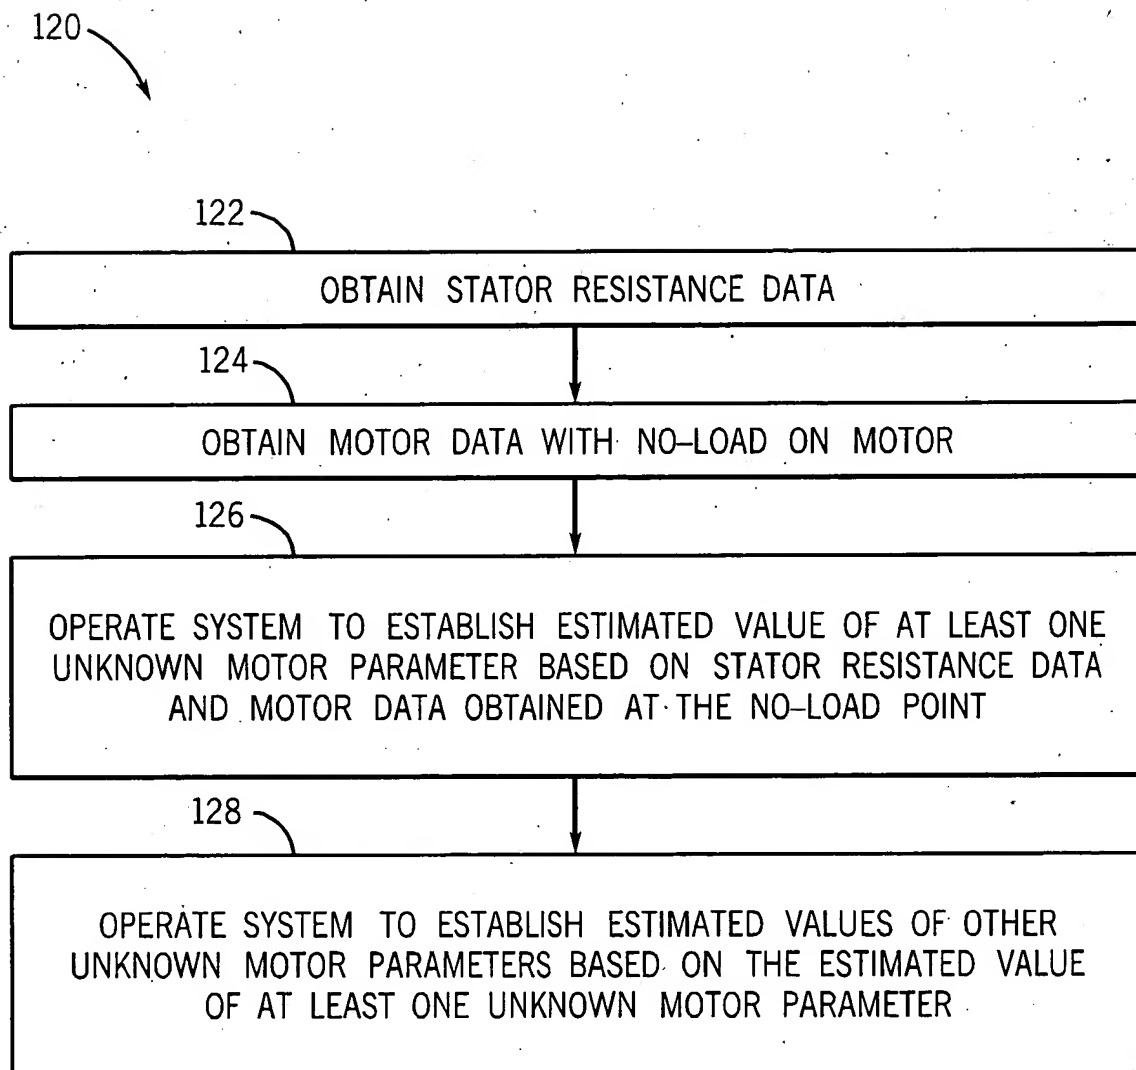 120
122
OBTAIN STATOR RESISTANCE DATA
124
OBTAIN MOTOR DATA WITH NO-LOAD ON MOTOR
126
OPERATE SYSTEM TO ESTABLISH ESTIMATED VALUE OF AT LEAST ONE
UNKNOWN MOTOR PARAMETER BASED ON STATOR RESISTANCE DATA
AND MOTOR DATA OBTAINED AT THE NO-LOAD POINT
128
OPERATE SYSTEM TO ESTABLISH ESTIMATED VALUES OF OTHER
UNKNOWN MOTOR PARAMETERS BASED ON THE ESTIMATED VALUE
OF AT LEAST ONE UNKNOWN MOTOR PARAMETER